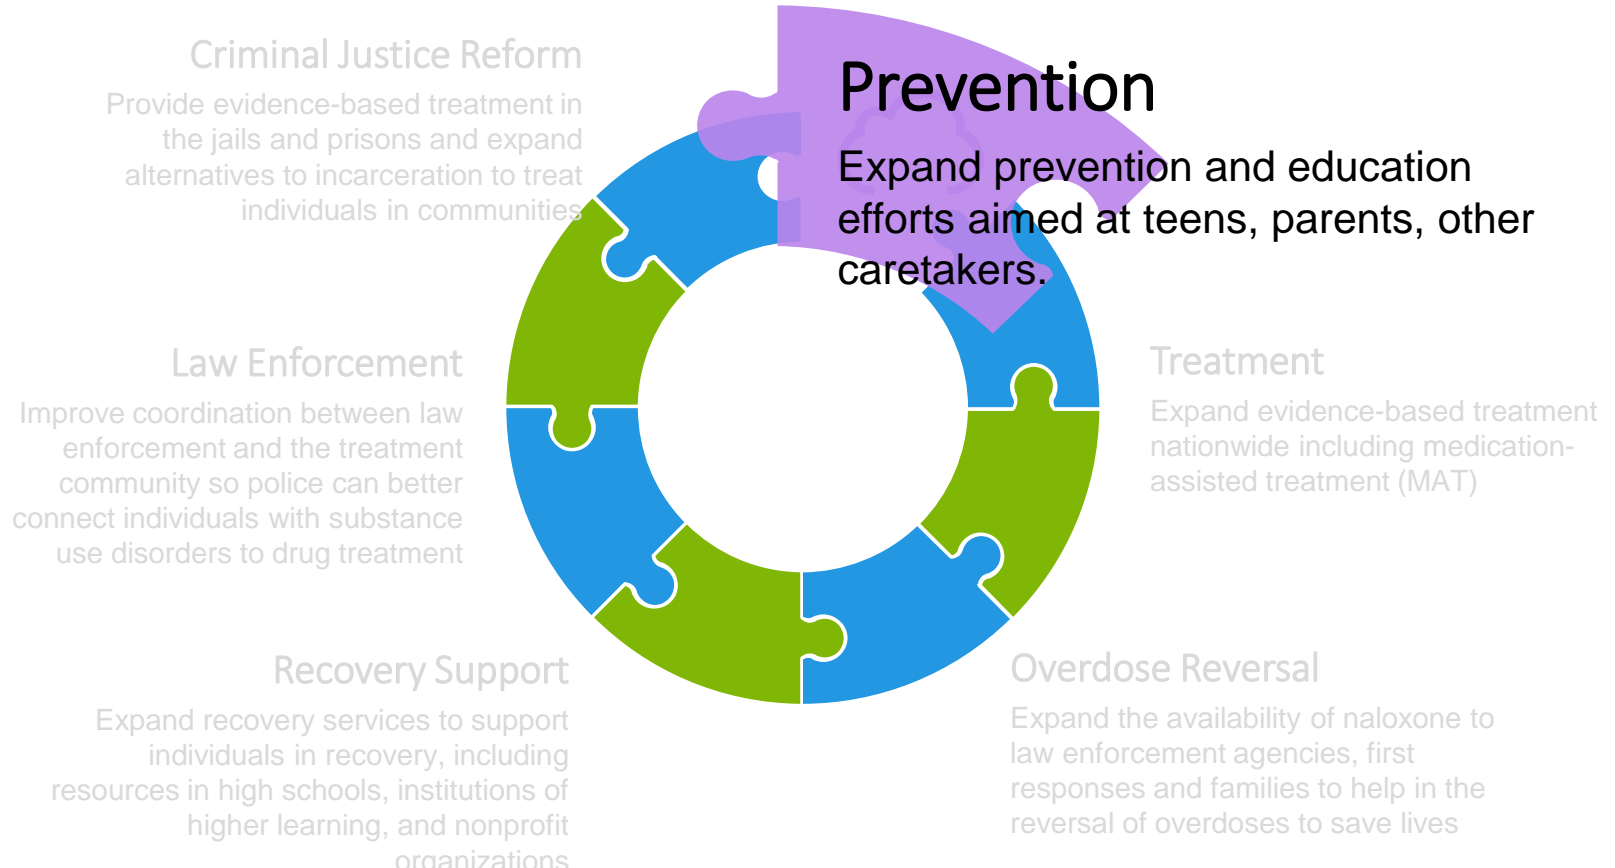 Criminal Justice Reform
Provide evidence-based treatment in
the jails and prisons and expand
alternatives to incarceration to treat
individuals in communities
Prevention
Expand prevention and education
efforts aimed at teens, parents, other
caretakers.
Law Enforcement
Improve coordination between law
enforcement and the treatment
community so police can better
connect individuals with substance
use disorders to drug treatment
Treatment
Expand evidence-based treatment
nationwide including medication-
assisted treatment (MAT)
Recovery Support
Expand recovery services to support
individuals in recovery, including
resources in high schools, institutions of
higher learning, and nonprofit
organizations
Overdose Reversal
Expand the availability of naloxone to
law enforcement agencies, first
responses and families to help in the
reversal of overdoses to save lives